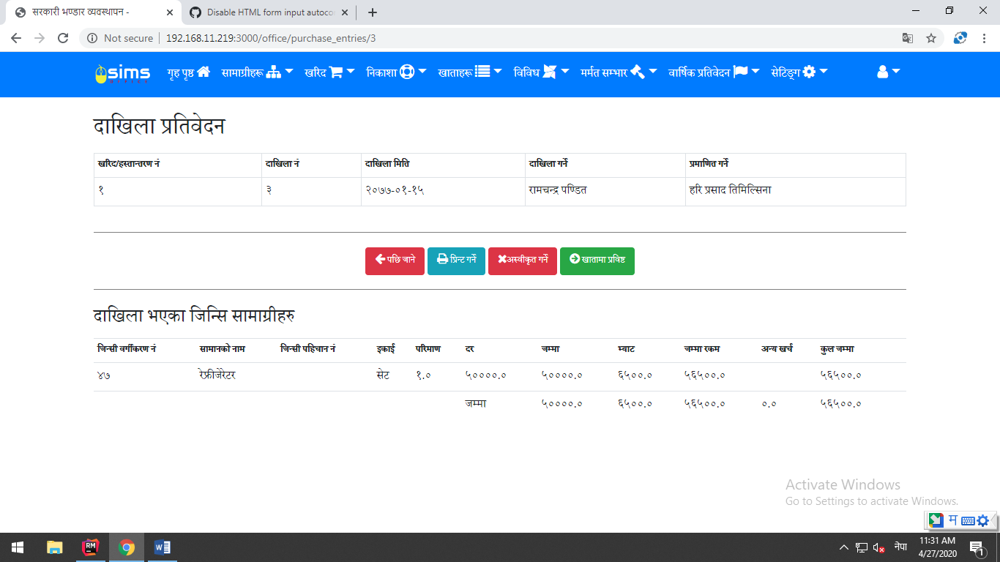 सरकारी भण्डार व्यवस्थापन -
Disable HTML form input autoco
Not secure
192.168.11.219:3000/office/purchase_entries/3
sims गृह पृष्ठ सामाग्रीहरू खरिद निकाशा खाताहरू विविध मर्मत सम्भार वार्षिक प्रतिवेदन सेटिङ्ग
दाखिला प्रतिवेदन
खरिद/हस्तान्तरण नं दाखिला नं दाखिला मिति दाखिला गर्ने प्रमाणित गर्ने
१ ३ २०७७-०१-१५ रामचन्द्र पण्डित हरि प्रसाद तिमिल्सिना
पछि जाने प्रिन्ट गर्ने अस्वीकृत गर्ने खातामा प्रविष्ट
दाखिला भएका जिन्सि सामाग्रीहरु
जिन्सी वर्गीकरण नं सामानको नाम जिन्सी पहिचान नं इकाई परिमाण दर जम्मा भ्याट जम्मा रकम अन्य खर्च कुल जम्मा
४७ रेफ्रीजेरेटर सेट १.० ५००००.० ५००००.० ६५००.० ५६५००.० ५६५००.०
जम्मा ५००००.० ६५००.० ५६५००.० ०.० ५६५००.०
Activate Windows
Go to Settings to activate Windows.
म
RM
W
नेपा
11:31 AM
4/27/2020
1